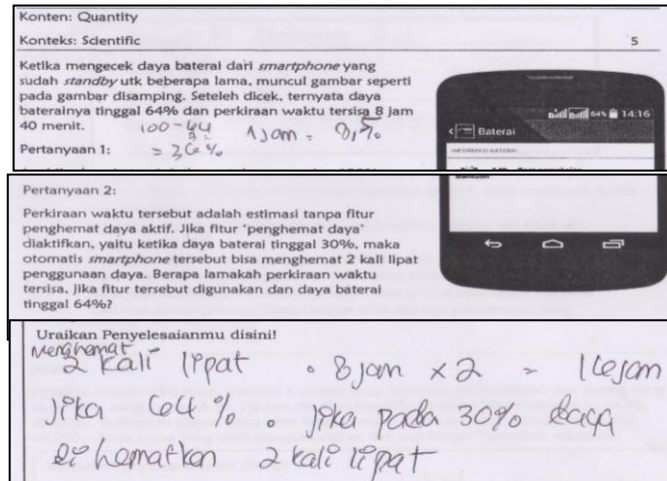 Konten: Quantity
Konteks: Scientific 5
Ketika mengecek daya baterai dari smartphone yang
sudah standby utk beberapa lama, muncul gambar seperti
pada gambar disamping. Seteleh dicek, ternyata daya
baterainya tinggal 64% dan perkiraan waktu tersisa 8 jam
40 menit.
100-64
= 36%
1 jam =
Pertanyaan 1:
64% 14:16
Baterai
INFORMASI BATERAI
Pertanyaan 2:
Perkiraan waktu tersebut adalah estimasi tanpa fitur
penghemat daya aktif. Jika fitur 'penghemat daya'
diaktifkan, yaitu ketika daya baterai tinggal 30%, maka
otomatis smartphone tersebut bisa menghemat 2 kali lipat
penggunaan daya. Berapa lamakah perkiraan waktu
tersisa, jika fitur tersebut digunakan dan daya baterai
tinggal 64%?
Uraikan Penyelesaianmu disini!
menghemat
2 kali lipat . 8 jam x 2 = 16 jam
Jika 64% . jika pada 30% daya
di hematkan 2 kali lipat